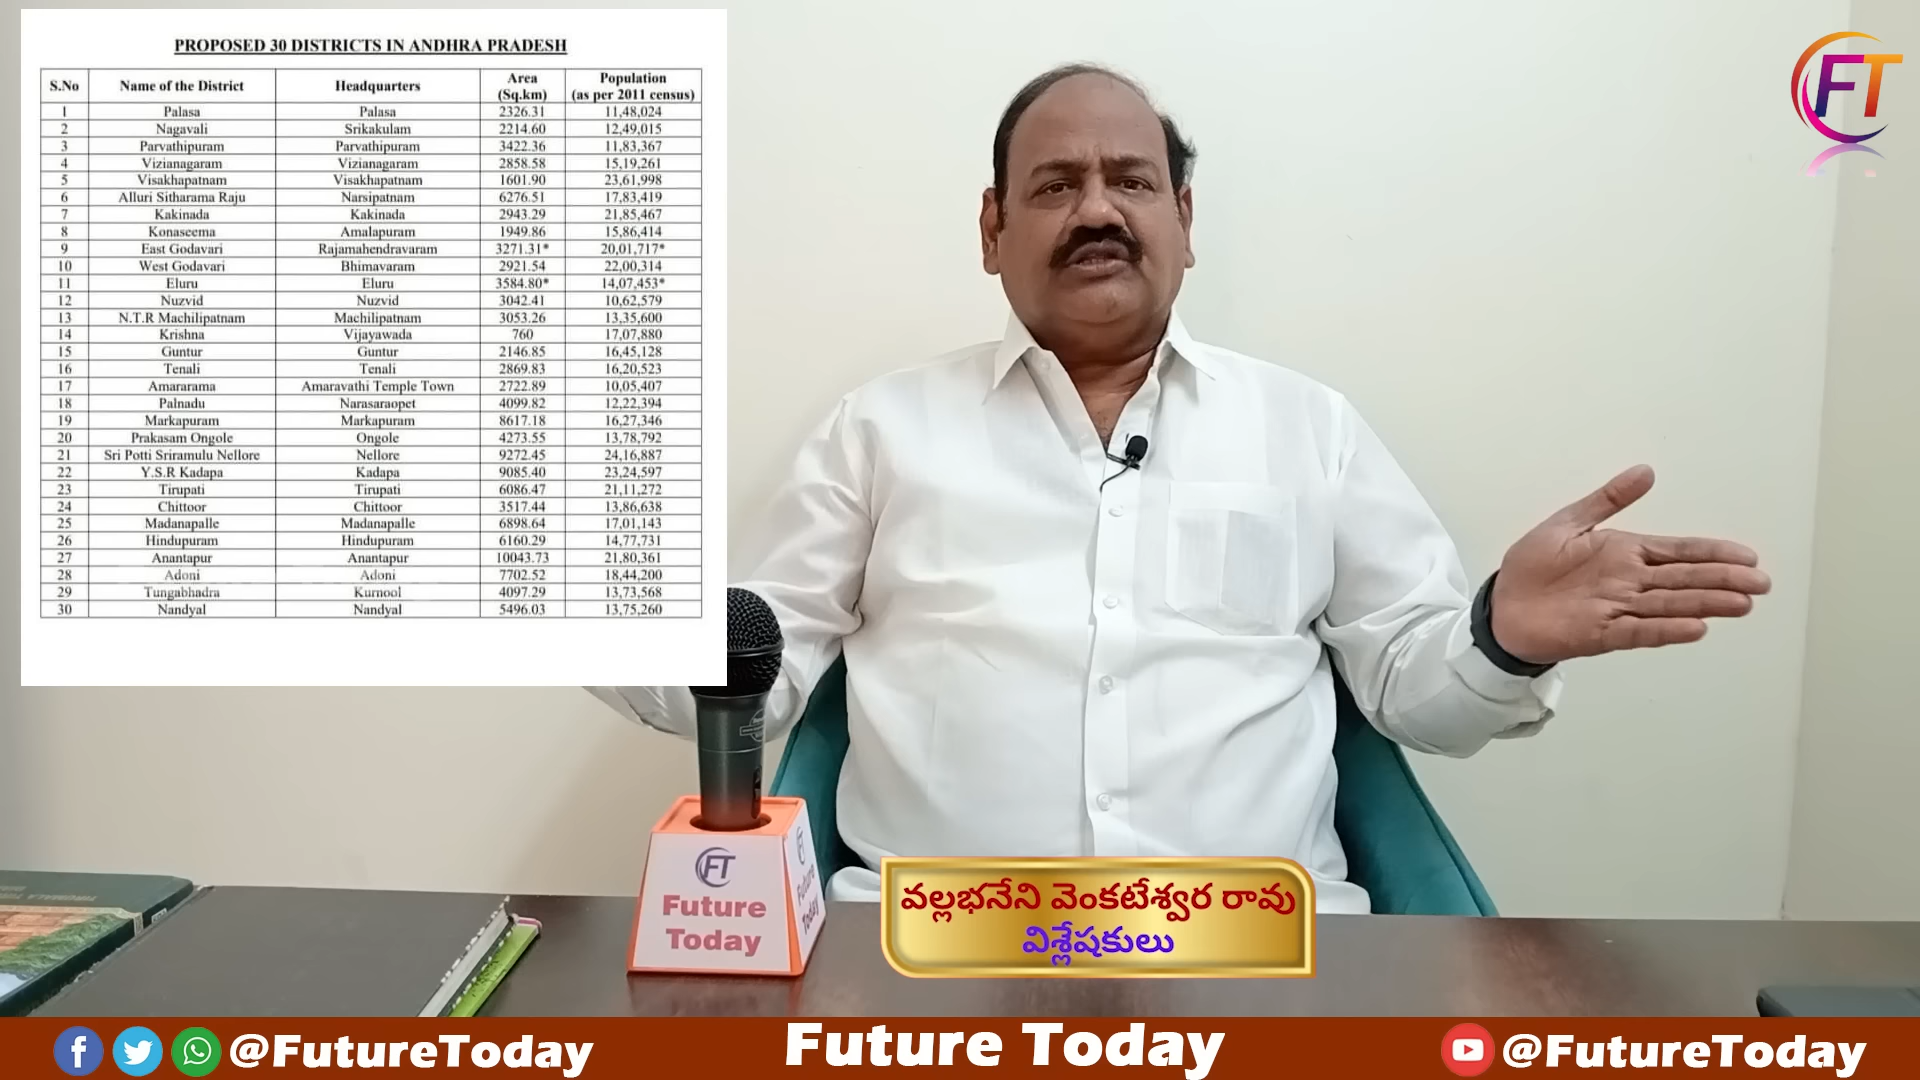 PROPOSED 30 DISTRICTS IN ANDHRA PRADESH
S.No Name of the District Headquarters Area (Sq.km) Population (as per 2011 census)
1 Palasa Palasa 2326.31 11,48,024
2 Nagavali Srikakulam 2214.60 12,49,015
3 Parvathipuram Parvathipuram 3422.36 11,83,367
4 Vizianagaram Vizianagaram 2858.58 15,19,261
5 Visakhapatnam Visakhapatnam 1601.90 23,61,998
6 Alluri Sitharama Raju Narsipatnam 6276.51 17,83,419
7 Kakinada Kakinada 2943.29 21,85,467
8 Konaseema Amalapuram 1949.86 15,86,414
9 East Godavari Rajamahendravaram 3271.31* 20,01,717*
10 West Godavari Bhimavaram 2921.54 22,00,314
11 Eluru Eluru 3584.80* 14,07,453*
12 Nuzvid Nuzvid 3042.41 10,62,579
13 N.T.R Machilipatnam Machilipatnam 3053.26 13,35,600
14 Krishna Vijayawada 760 17,07,880
15 Guntur Guntur 2146.85 16,45,128
16 Tenali Tenali 2869.83 16,20,523
17 Amararama Amaravathi Temple Town 2722.89 10,05,407
18 Palnadu Narasaraopet 4099.82 12,22,394
19 Markapuram Markapuram 8617.18 16,27,346
20 Prakasam Ongole Ongole 4273.55 13,78,792
21 Sri Potti Sriramulu Nellore Nellore 9272.45 24,16,887
22 Y.S.R Kadapa Kadapa 9085.40 23,24,597
23 Tirupati Tirupati 6086.47 21,11,272
24 Chittoor Chittoor 3517.44 13,86,638
25 Madanapalle Madanapalle 6898.64 17,01,143
26 Hindupuram Hindupuram 6160.29 14,77,731
27 Anantapur Anantapur 10043.73 21,80,361
28 Adoni Adoni 7702.52 18,44,200
29 Tungabhadra Kurnool 4097.29 13,73,568
30 Nandyal Nandyal 5496.03 13,75,260
FT
FT
Future
Today
Future
Today
వల్లభనేని వెంకటేశ్వర రావు
విశ్లేషకులు
@FutureToday
Future Today
@FutureToday